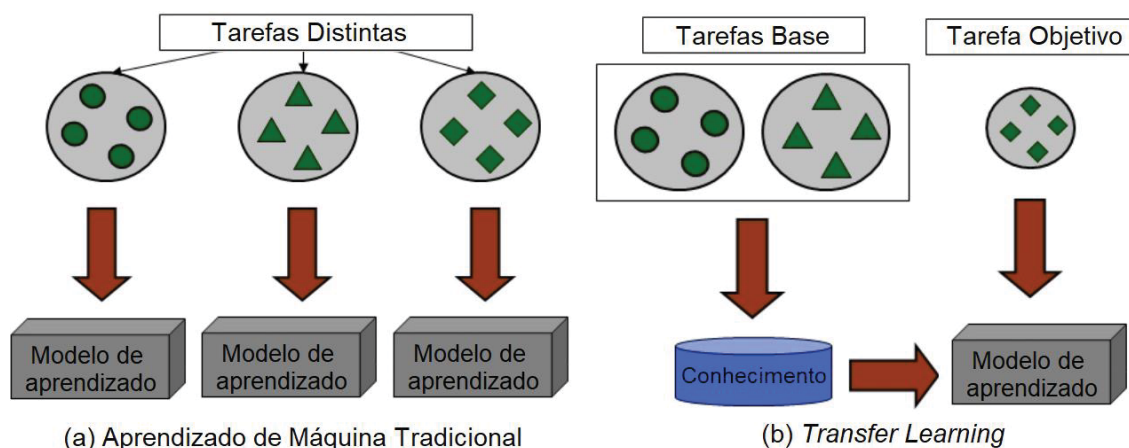 Tarefas Distintas
Tarefas Base
Tarefa Objetivo
Modelo de
aprendizado
Modelo de
aprendizado
Modelo de
aprendizado
Conhecimento
Modelo de
aprendizado
(a) Aprendizado de Máquina Tradicional
(b) Transfer Learning